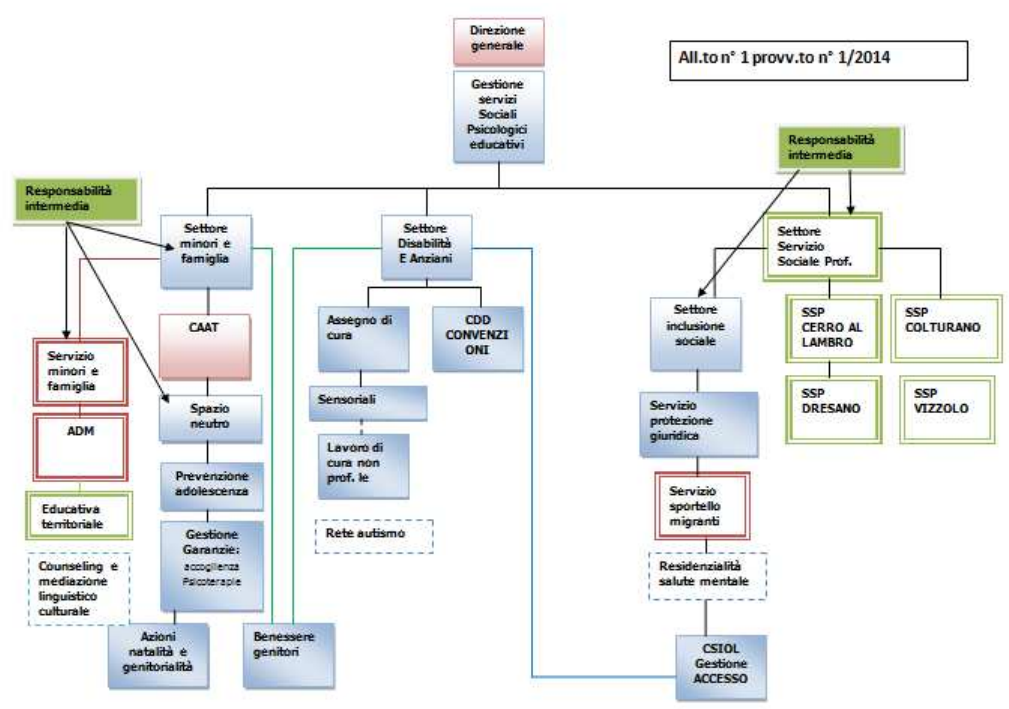 Direzione
generale
All.to n° 1 provv.to n° 1/2014
Gestione
servizi
Sociali
Psicologici
educativi
Responsabilità
intermedia
Responsabilità
intermedia
Settore
minori e
famiglia
Settore
Disabilità
E Anziani
Settore
Servizio
Sociale Prof.
CAAT
Assegno di
cura
CDD
CONVENZI
ONI
Settore
inclusione
sociale
SSP
CERRO AL
LAMBRO
SSP
COLTURANO
Servizio
minori e
famiglia
Spazio
neutro
Sensoriali
Servizio
protezione
giuridica
SSP
DRESANO
SSP
VIZZOLO
ADM
Lavoro di
cura non
prof. le
Prevenzione
adolescenza
Servizio
sportello
migranti
Educativa
territoriale
Gestione
Garanzie:
accoglienza
Psicoterapie
Rete autismo
Counseling e
mediazione
linguistico
culturale
Residenzialità
salute mentale
Azioni
natalità e
genitorialità
Benessere
genitori
CSIOL
Gestione
ACCESSO